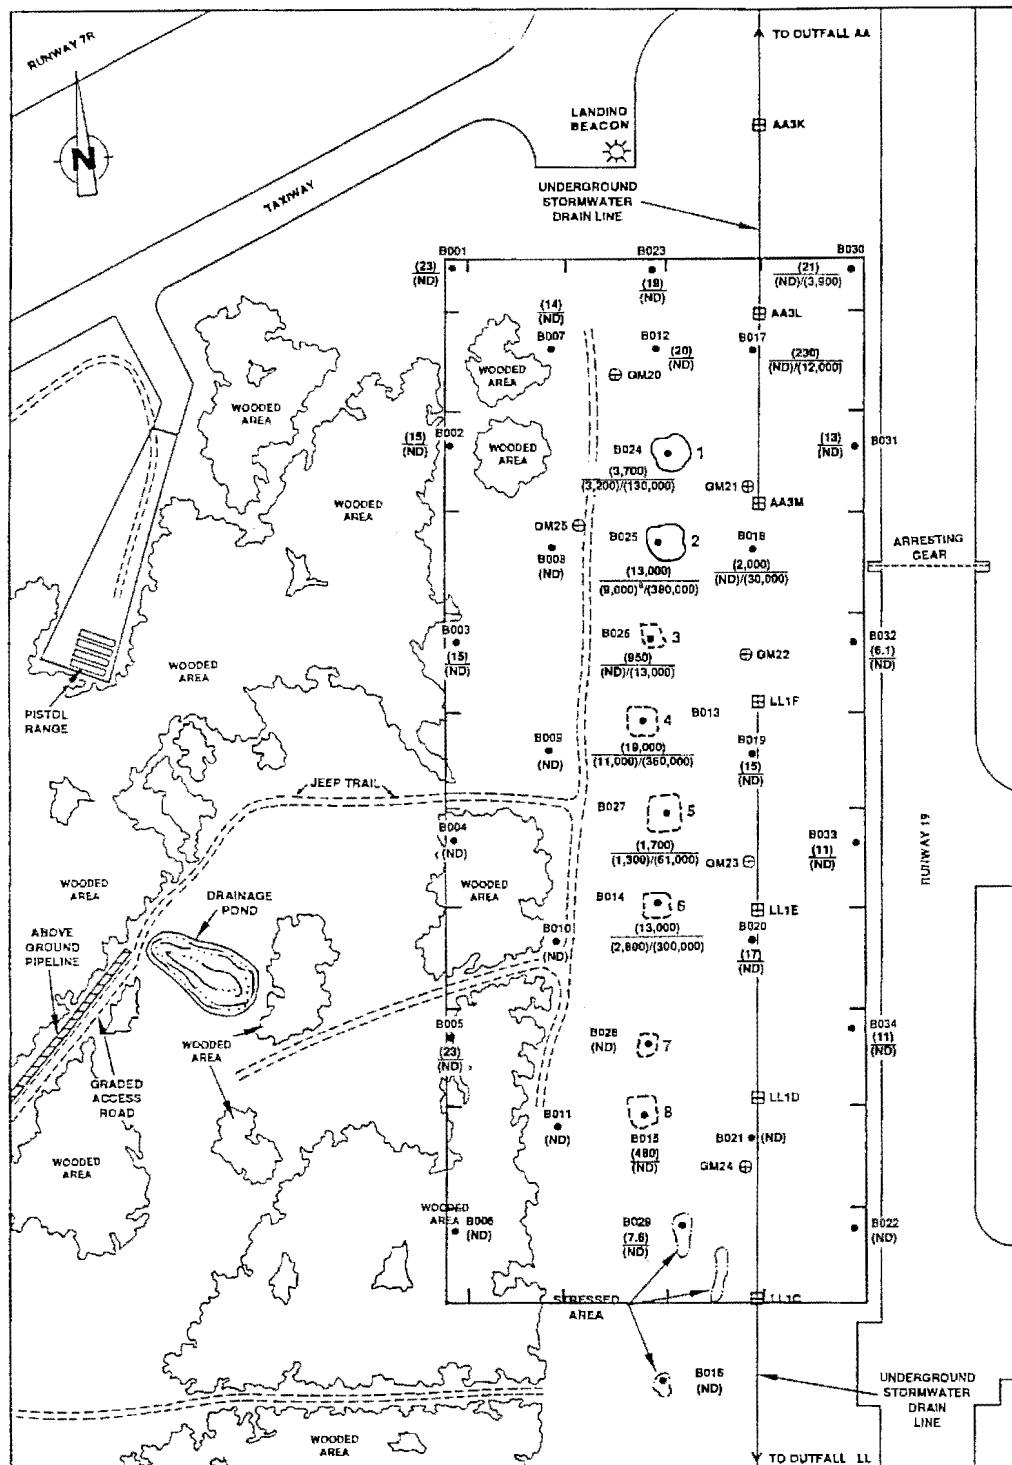 TO OUTFALL AA
RUNWAY 7R
LANDING
BEACON
AA3K
N
TAXIWAY
UNDERGROUND
STORMWATER
DRAIN LINE
B001
B023
B030
(23)
(ND)
(18)
(ND)
(21)
(ND)/(3,900)
(14)
(ND)
AA3L
B007
B012
(20)
(ND)
B017
(230)
(ND)/(12,000)
WOODED
AREA
GM20
WOODED
AREA
B002
(15)
(ND)
WOODED
AREA
B024
1
(3,700)
(3,200)/(130,000)
(13)
(ND)
B031
WOODED
AREA
GM21
AA3M
GM25
B008
(ND)
B025
2
(13,000)
(9,000)ª/(380,000)
B018
(2,000)
(ND)/(30,000)
ARRESTING
GEAR
B003
(15)
(ND)
B026
3
(950)
(ND)/(13,000)
GM22
B032
(6.1)
(ND)
WOODED
AREA
PISTOL
RANGE
LL1F
B013
4
(19,000)
(11,000)/(360,000)
B009
(ND)
B019
(15)
(ND)
JEEP TRAIL
B027
5
(1,700)
(1,300)/(61,000)
B004
(ND)
GM23
B033
(11)
(ND)
RUNWAY 19
WOODED
AREA
DRAINAGE
POND
WOODED
AREA
B014
6
(13,000)
(2,800)/(300,000)
LL1E
ABOVE
GROUND
PIPELINE
B010
(ND)
B020
(17)
(ND)
B005
(23)
(ND)
B028
(ND)
7
B034
(11)
(ND)
WOODED
AREA
GRADED
ACCESS
ROAD
LL1D
B011
(ND)
8
B015
(480)
(ND)
B021 (ND)
GM24
WOODED
AREA
WOODED
AREA
B006
(ND)
B029
(7.6)
(ND)
B022
(ND)
STRESSED
AREA
LL1C
B016
(ND)
UNDERGROUND
STORMWATER
DRAIN
LINE
WOODED
AREA
TO OUTFALL LL